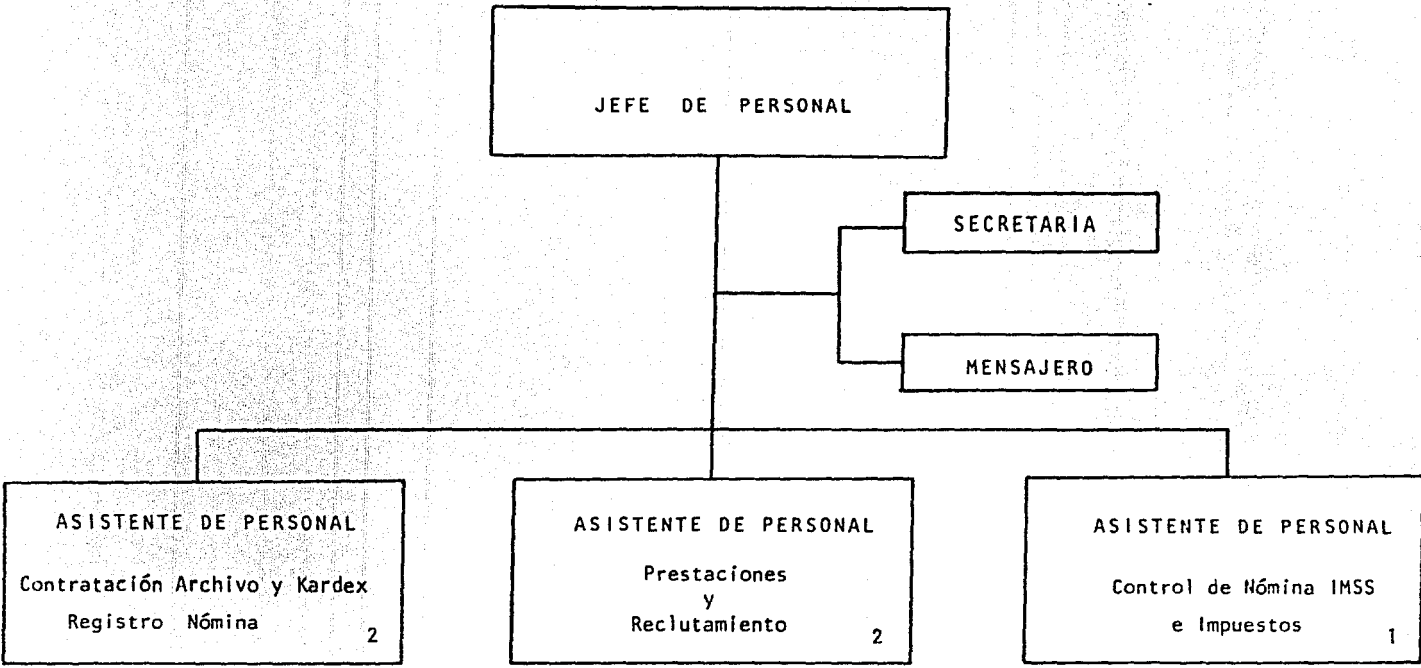 JEFE DE PERSONAL
SECRETARIA
MENSAJERO
ASISTENTE DE PERSONAL
Contratación Archivo y Kardex
Registro Nómina 2
ASISTENTE DE PERSONAL
Prestaciones
y
Reclutamiento 2
ASISTENTE DE PERSONAL
Control de Nómina IMSS
e Impuestos 1